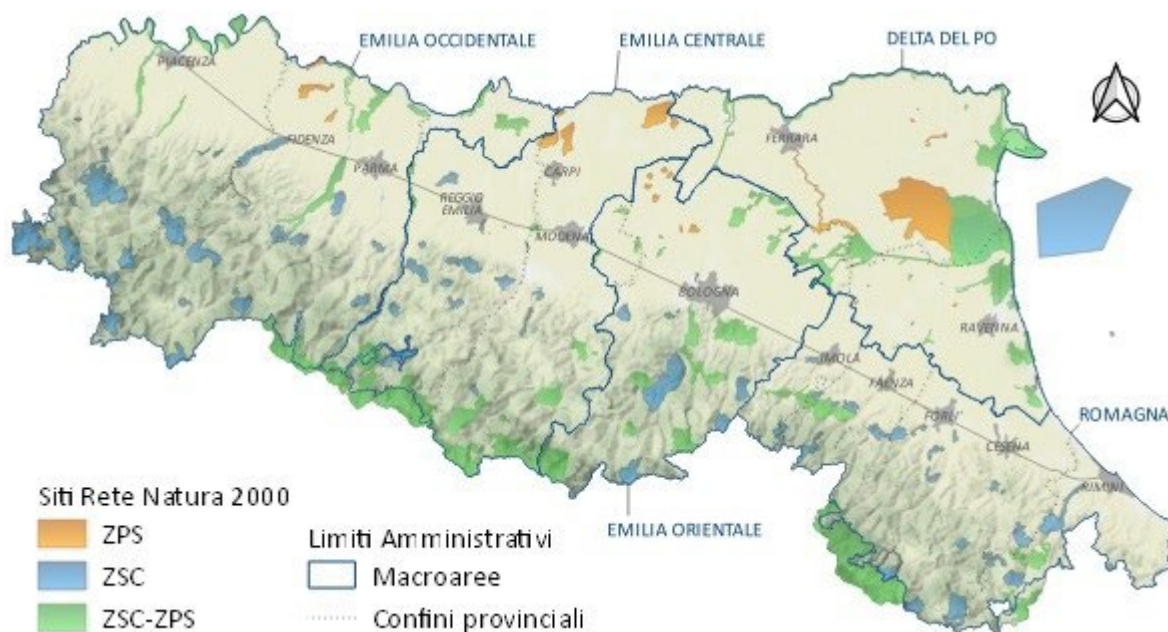 EMILIA OCCIDENTALE
EMILIA CENTRALE
DELTA DEL PO
PIACENZA
FIDENZA
PARMA
REGGIO
EMILIA
CARPI
MODENA
FERRARA
BOLOGNA
RAVENNA
IMOLA
FAENZA
FORLI'
CESENA
ROMAGNA
RIMINI
EMILIA ORIENTALE
Siti Rete Natura 2000
ZPS
ZSC
ZSC-ZPS
Limiti Amministrativi
Macroaree
Confini provinciali